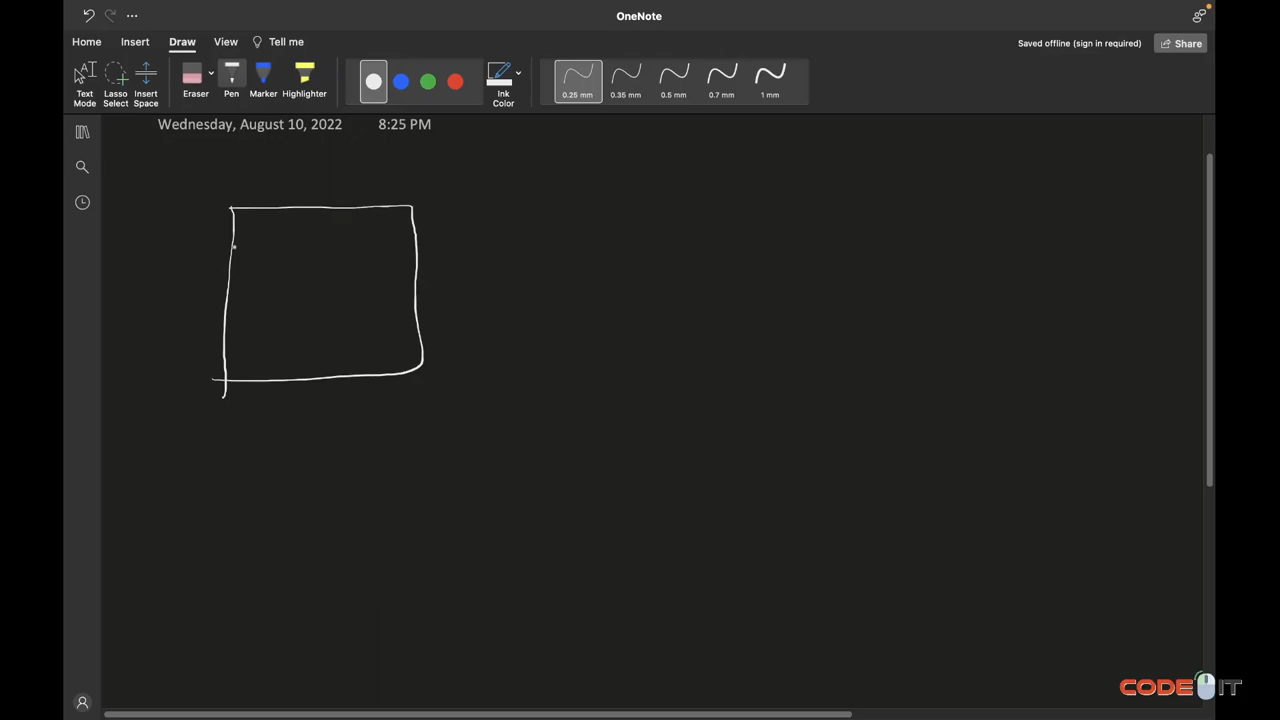 OneNote
Home Insert Draw View Tell me
Saved offline (sign in required) Share
Text Mode
Lasso Select
Insert Space
Eraser
Pen
Marker
Highlighter
Ink Color
0.25 mm
0.35 mm
0.5 mm
0.7 mm
1 mm
Wednesday, August 10, 2022 8:25 PM
CODE IT